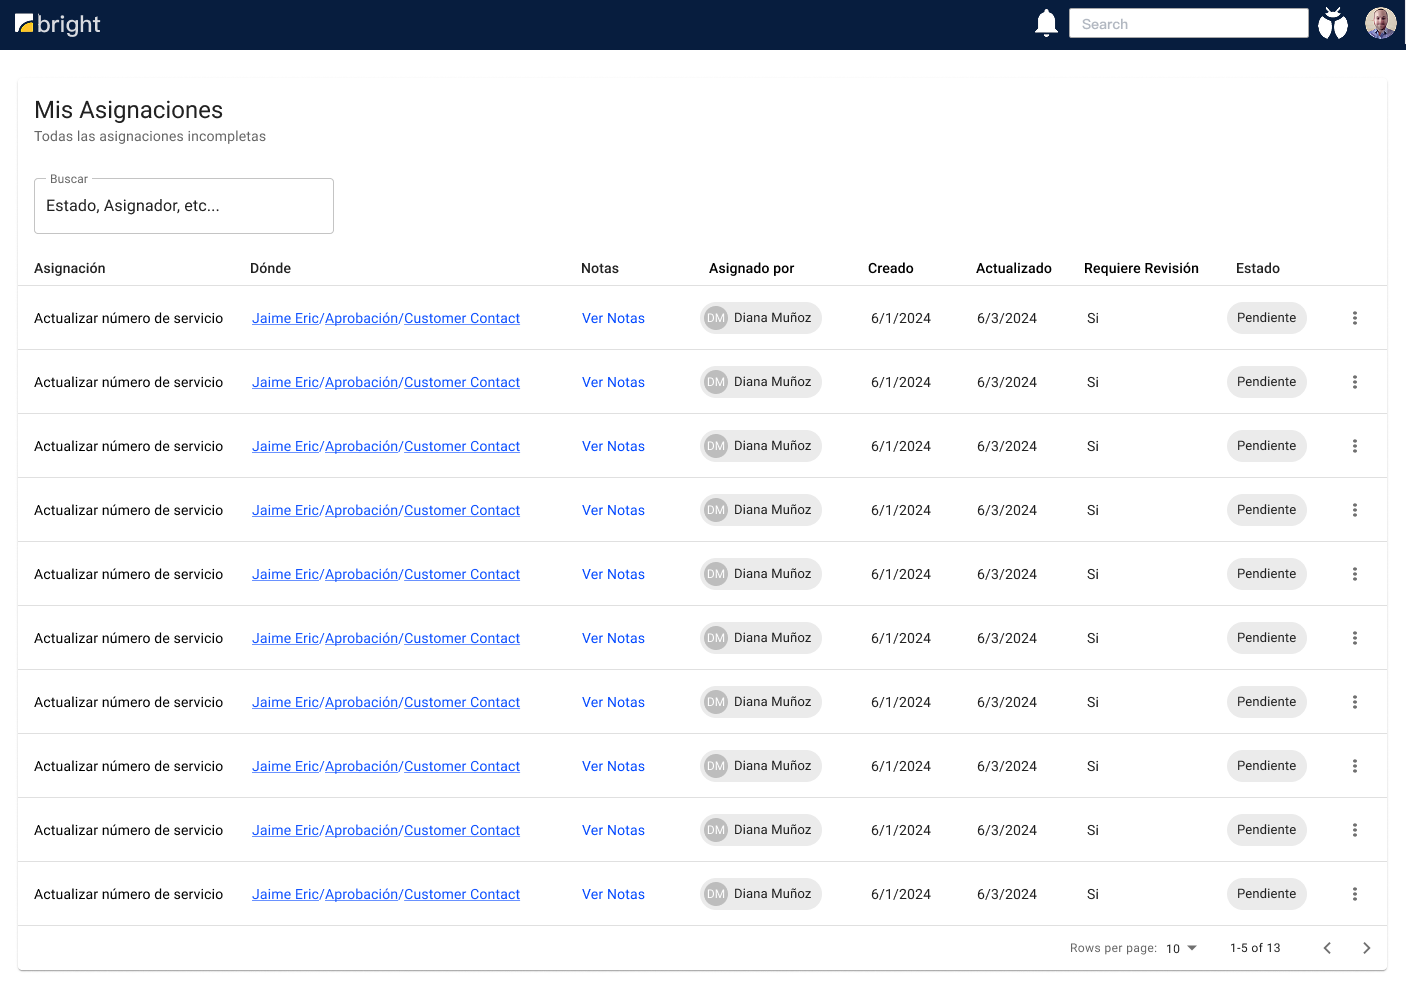 bright
Search
Mis Asignaciones
Todas las asignaciones incompletas
Buscar
Estado, Asignador, etc...
Asignación Dónde Notas Asignado por Creado Actualizado Requiere Revisión Estado
Actualizar número de servicio Jaime Eric/Aprobación/Customer Contact Ver Notas DM Diana Muñoz 6/1/2024 6/3/2024 Si Pendiente
Actualizar número de servicio Jaime Eric/Aprobación/Customer Contact Ver Notas DM Diana Muñoz 6/1/2024 6/3/2024 Si Pendiente
Actualizar número de servicio Jaime Eric/Aprobación/Customer Contact Ver Notas DM Diana Muñoz 6/1/2024 6/3/2024 Si Pendiente
Actualizar número de servicio Jaime Eric/Aprobación/Customer Contact Ver Notas DM Diana Muñoz 6/1/2024 6/3/2024 Si Pendiente
Actualizar número de servicio Jaime Eric/Aprobación/Customer Contact Ver Notas DM Diana Muñoz 6/1/2024 6/3/2024 Si Pendiente
Actualizar número de servicio Jaime Eric/Aprobación/Customer Contact Ver Notas DM Diana Muñoz 6/1/2024 6/3/2024 Si Pendiente
Actualizar número de servicio Jaime Eric/Aprobación/Customer Contact Ver Notas DM Diana Muñoz 6/1/2024 6/3/2024 Si Pendiente
Actualizar número de servicio Jaime Eric/Aprobación/Customer Contact Ver Notas DM Diana Muñoz 6/1/2024 6/3/2024 Si Pendiente
Actualizar número de servicio Jaime Eric/Aprobación/Customer Contact Ver Notas DM Diana Muñoz 6/1/2024 6/3/2024 Si Pendiente
Actualizar número de servicio Jaime Eric/Aprobación/Customer Contact Ver Notas DM Diana Muñoz 6/1/2024 6/3/2024 Si Pendiente
Rows per page: 10 1-5 of 13